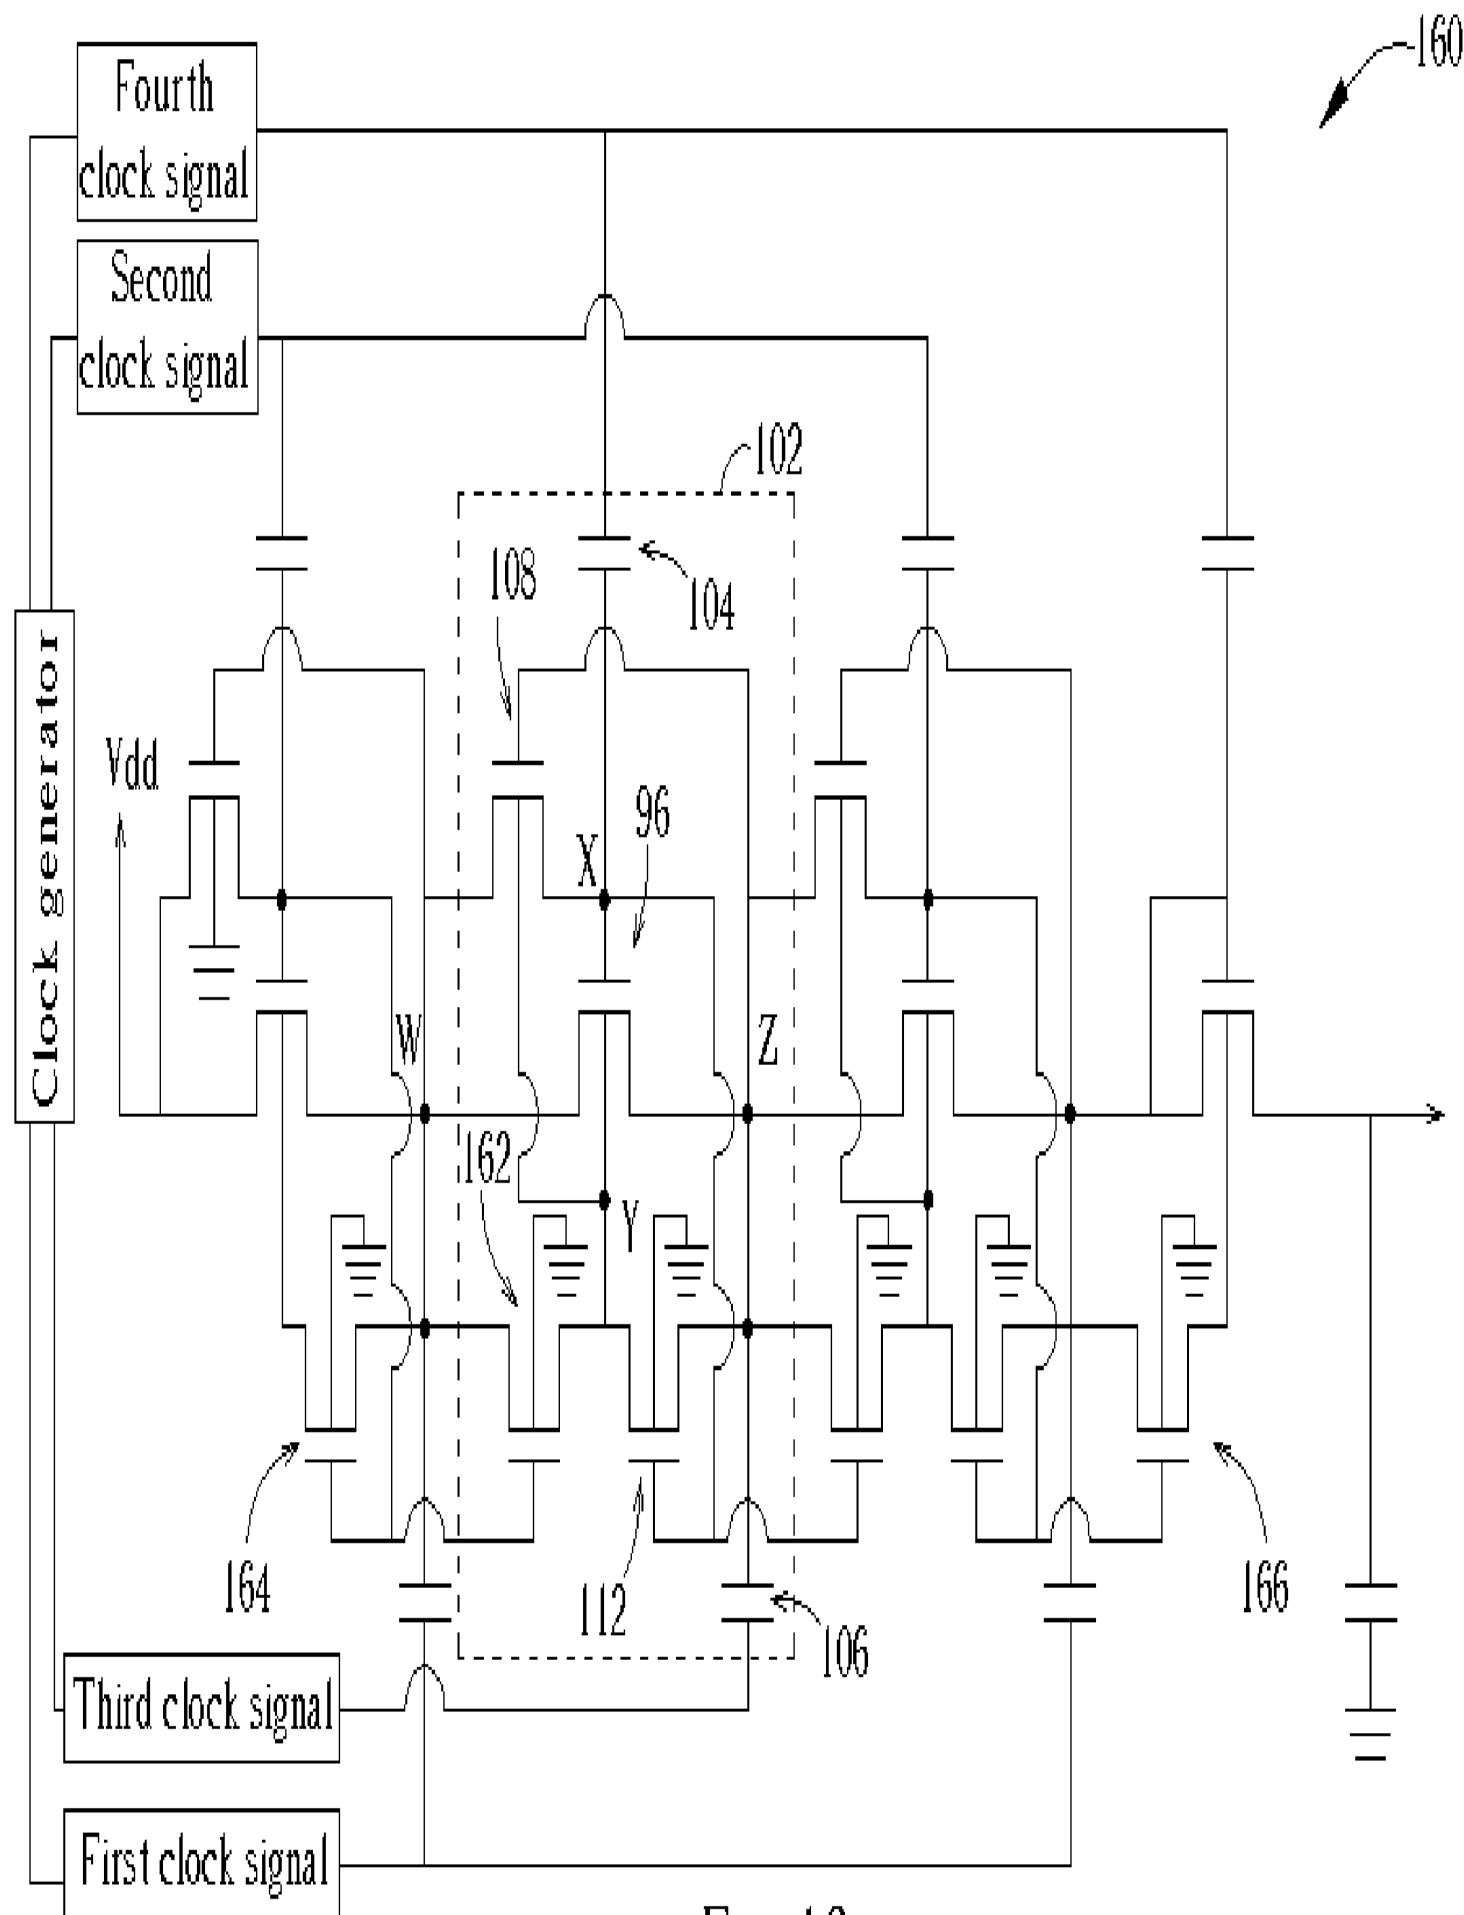 160
Fourth
clock signal
Second
clock signal
102
108
104
Clock generator
Vdd
96
X
W
Z
162
Y
164
112
106
166
Third clock signal
First clock signal